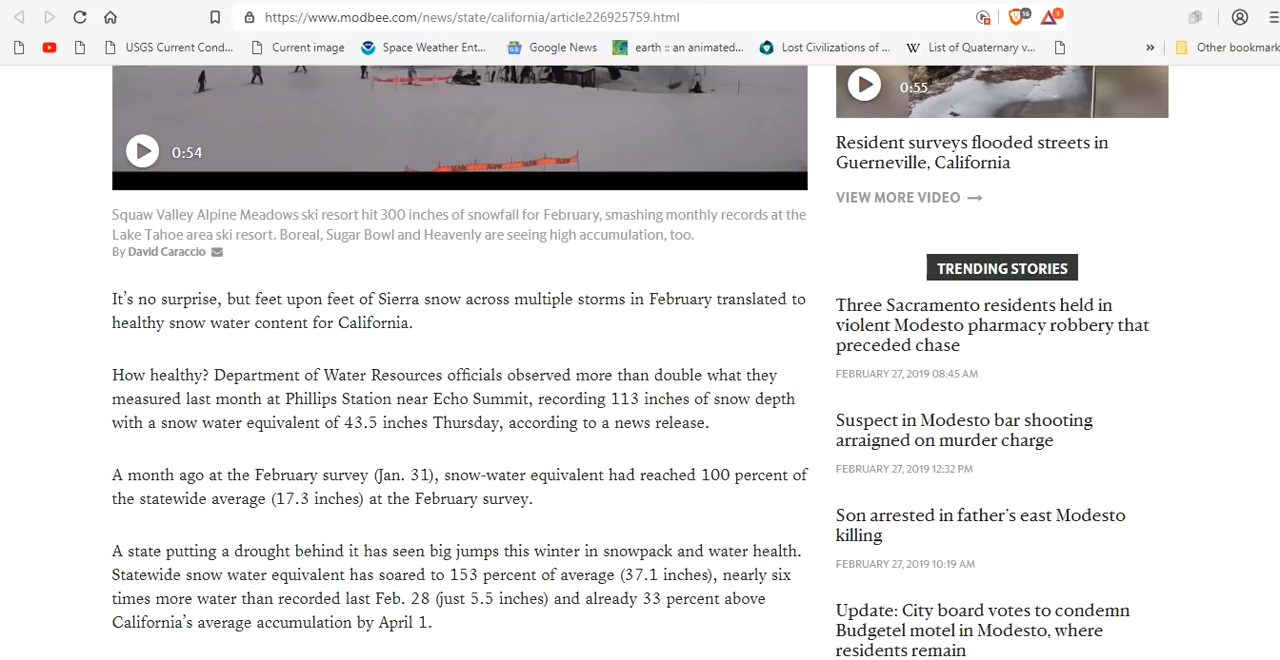 https://www.modbee.com/news/state/california/article226925759.html
16
1
USGS Current Cond...
Current image
Space Weather Ent...
Google News
earth :: an animated...
Lost Civilizations of ...
W List of Quaternary v...
»
Other bookmark
0:54
Squaw Valley Alpine Meadows ski resort hit 300 inches of snowfall for February, smashing monthly records at the
Lake Tahoe area ski resort. Boreal, Sugar Bowl and Heavenly are seeing high accumulation, too.
By David Caraccio
It's no surprise, but feet upon feet of Sierra snow across multiple storms in February translated to
healthy snow water content for California.
How healthy? Department of Water Resources officials observed more than double what they
measured last month at Phillips Station near Echo Summit, recording 113 inches of snow depth
with a snow water equivalent of 43.5 inches Thursday, according to a news release.
A month ago at the February survey (Jan. 31), snow-water equivalent had reached 100 percent of
the statewide average (17.3 inches) at the February survey.
A state putting a drought behind it has seen big jumps this winter in snowpack and water health.
Statewide snow water equivalent has soared to 153 percent of average (37.1 inches), nearly six
times more water than recorded last Feb. 28 (just 5.5 inches) and already 33 percent above
California's average accumulation by April 1.
0:55
Resident surveys flooded streets in
Guerneville, California
VIEW MORE VIDEO →
TRENDING STORIES
Three Sacramento residents held in
violent Modesto pharmacy robbery that
preceded chase
FEBRUARY 27, 2019 08:45 AM
Suspect in Modesto bar shooting
arraigned on murder charge
FEBRUARY 27, 2019 12:32 PM
Son arrested in father's east Modesto
killing
FEBRUARY 27, 2019 10:19 AM
Update: City board votes to condemn
Budgetel motel in Modesto, where
residents remain